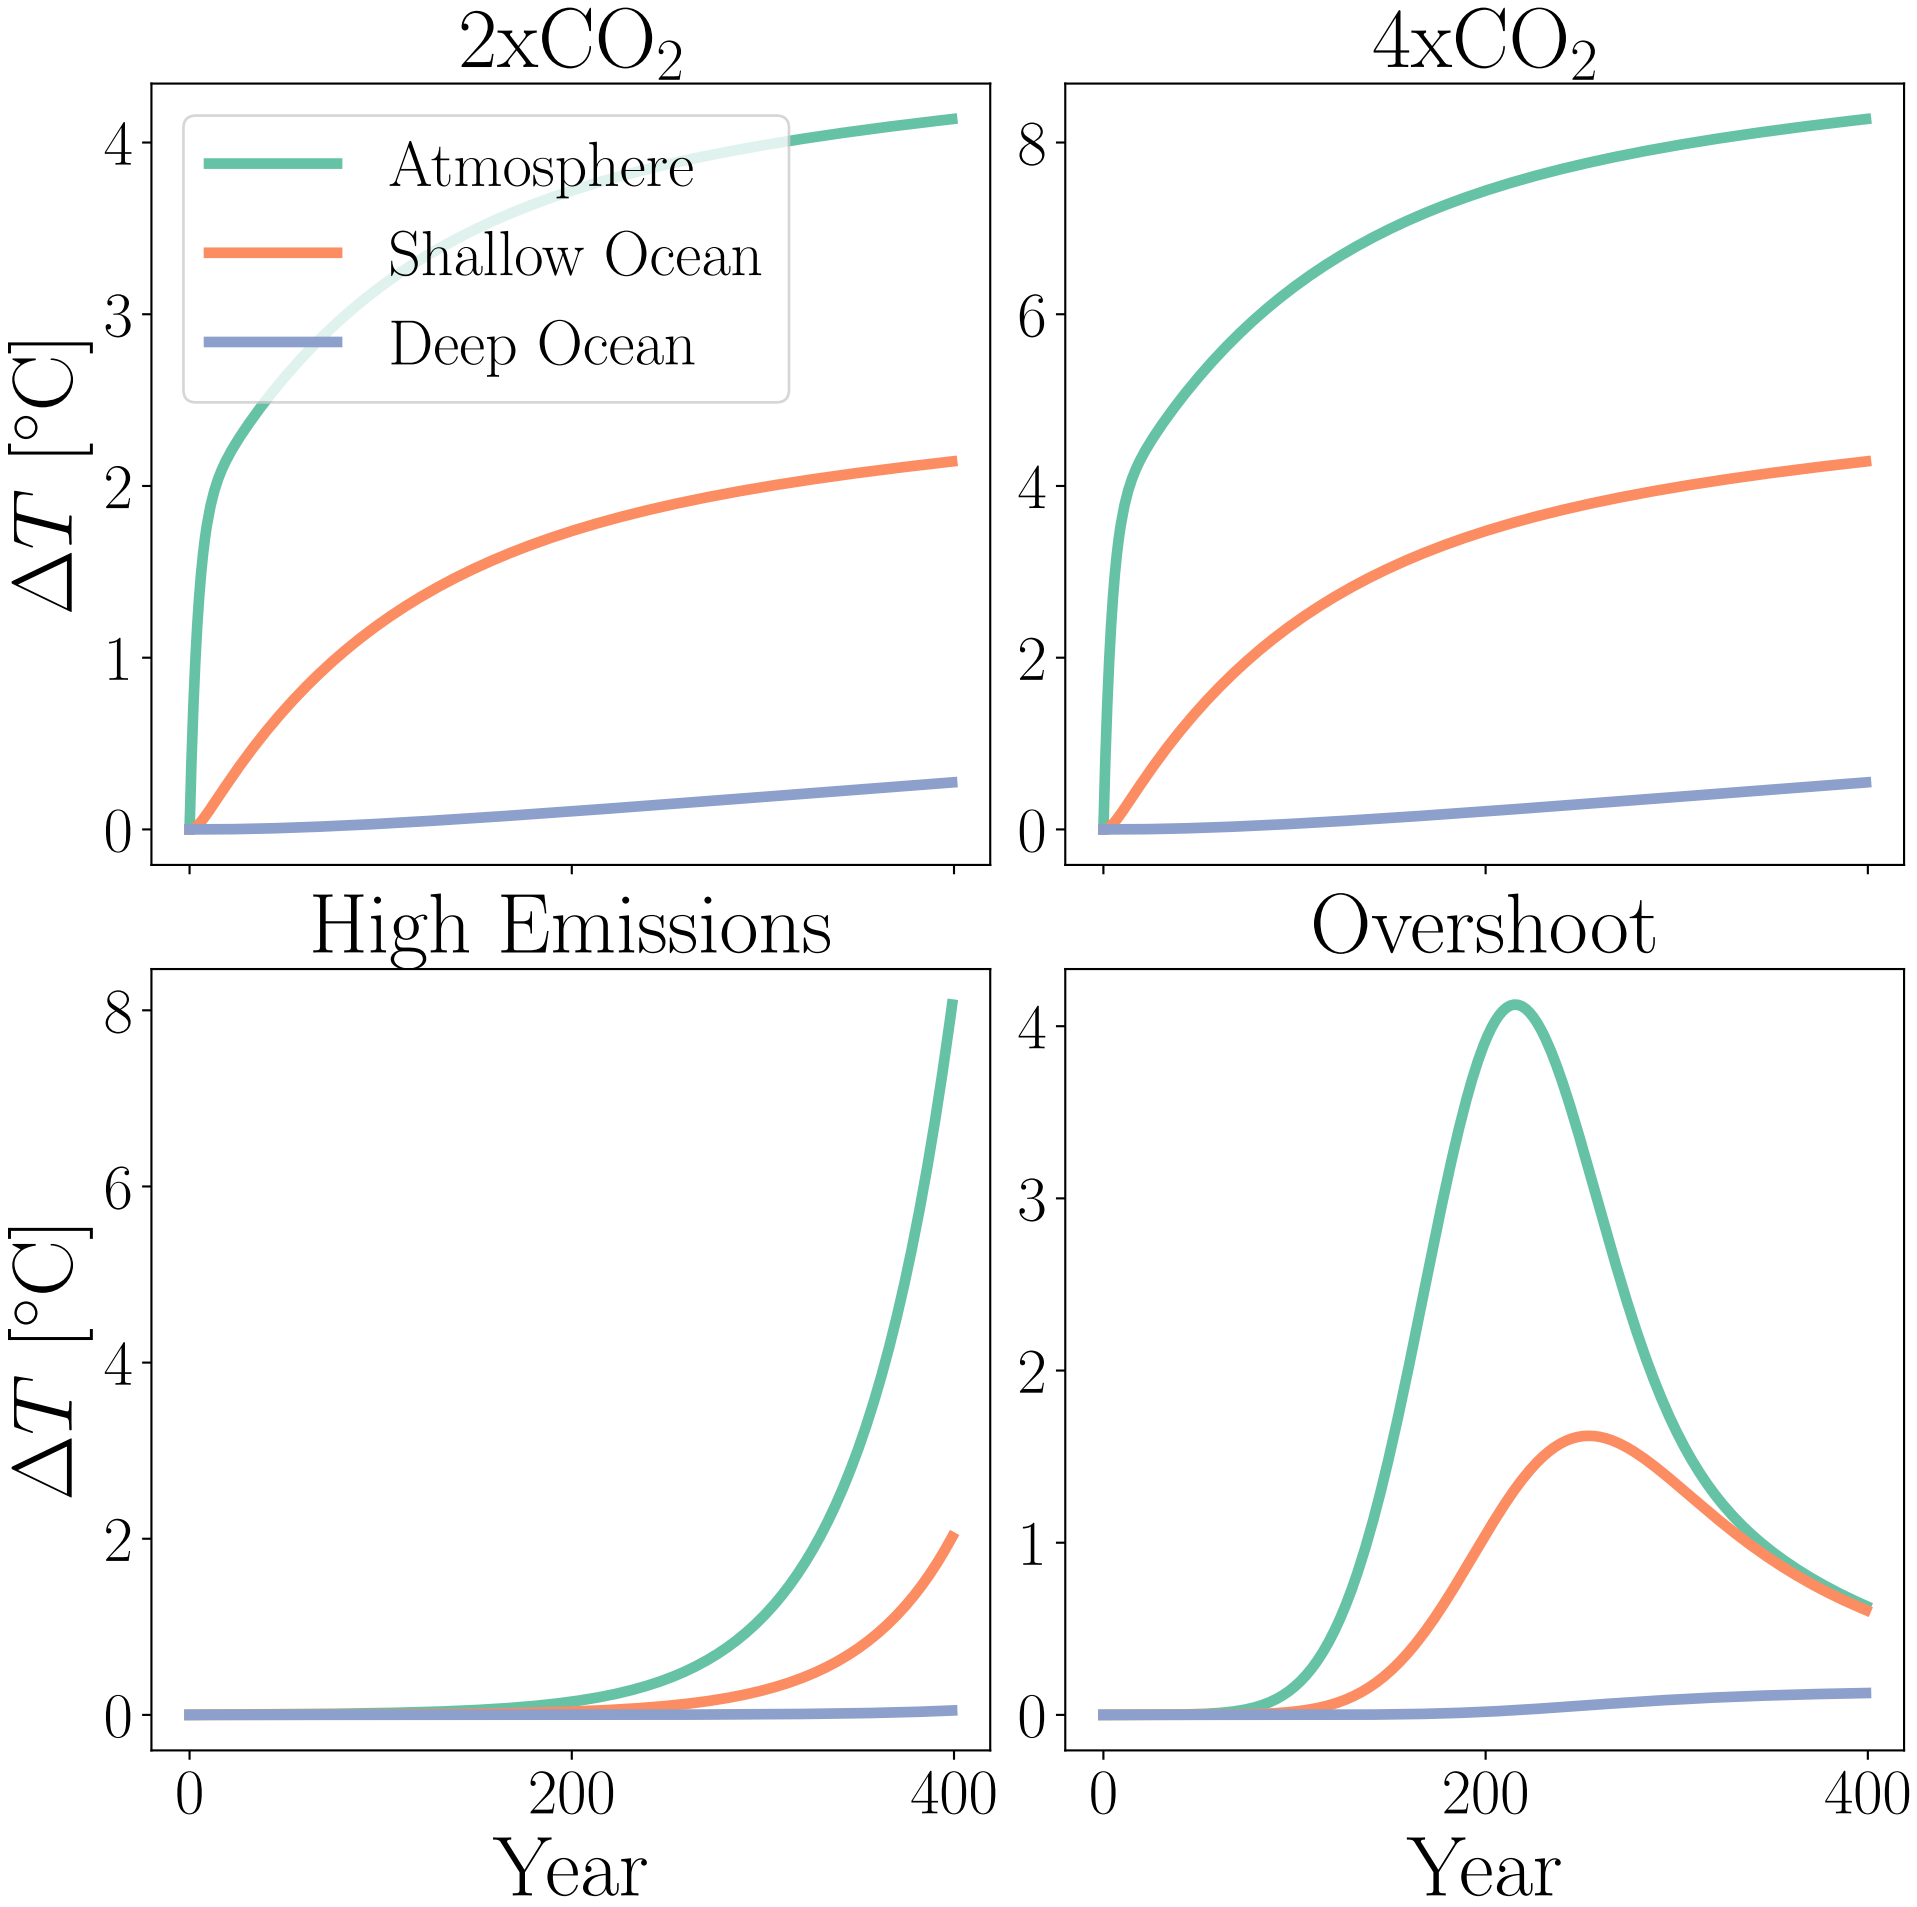 2xCO₂
4xCO₂
ΔT [°C]
4
3
2
1
0
Atmosphere
Shallow Ocean
Deep Ocean
8
6
4
2
0
High Emissions
Overshoot
ΔT [°C]
8
6
4
2
0
0 200 400
Year
4
3
2
1
0
0 200 400
Year